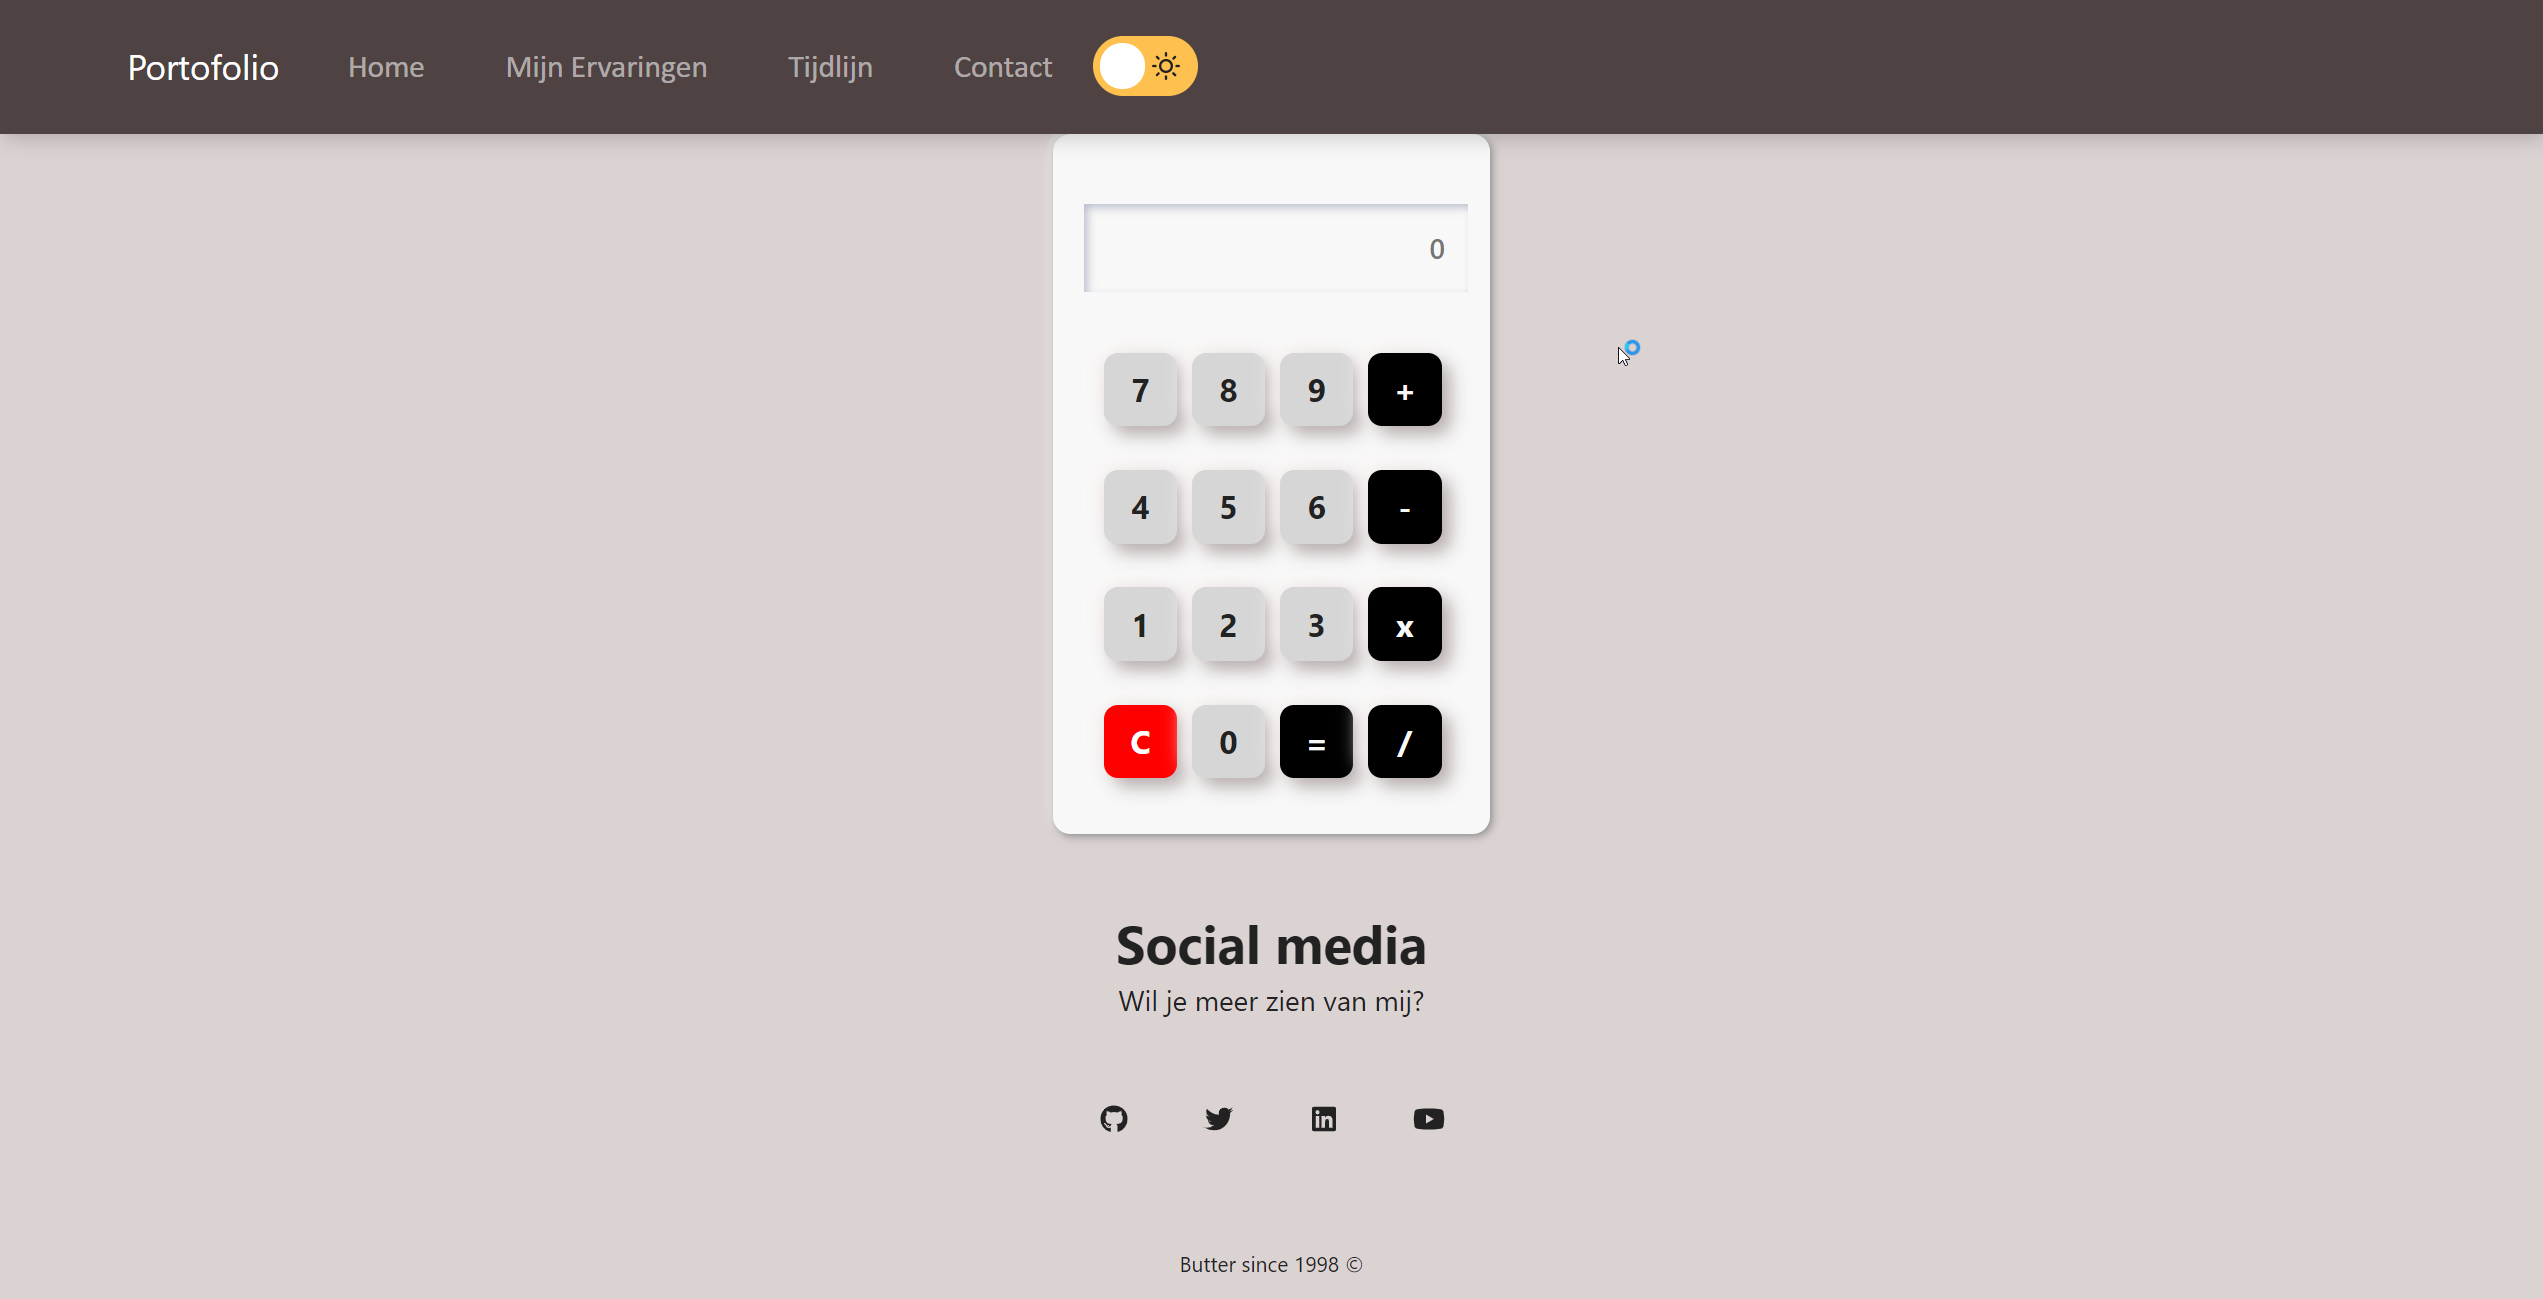 Portofolio Home Mijn Ervaringen Tijdlijn Contact
0
7 8 9 +
4 5 6 -
1 2 3 x
C 0 = /
Social media
Wil je meer zien van mij?
in
Butter since 1998 ©